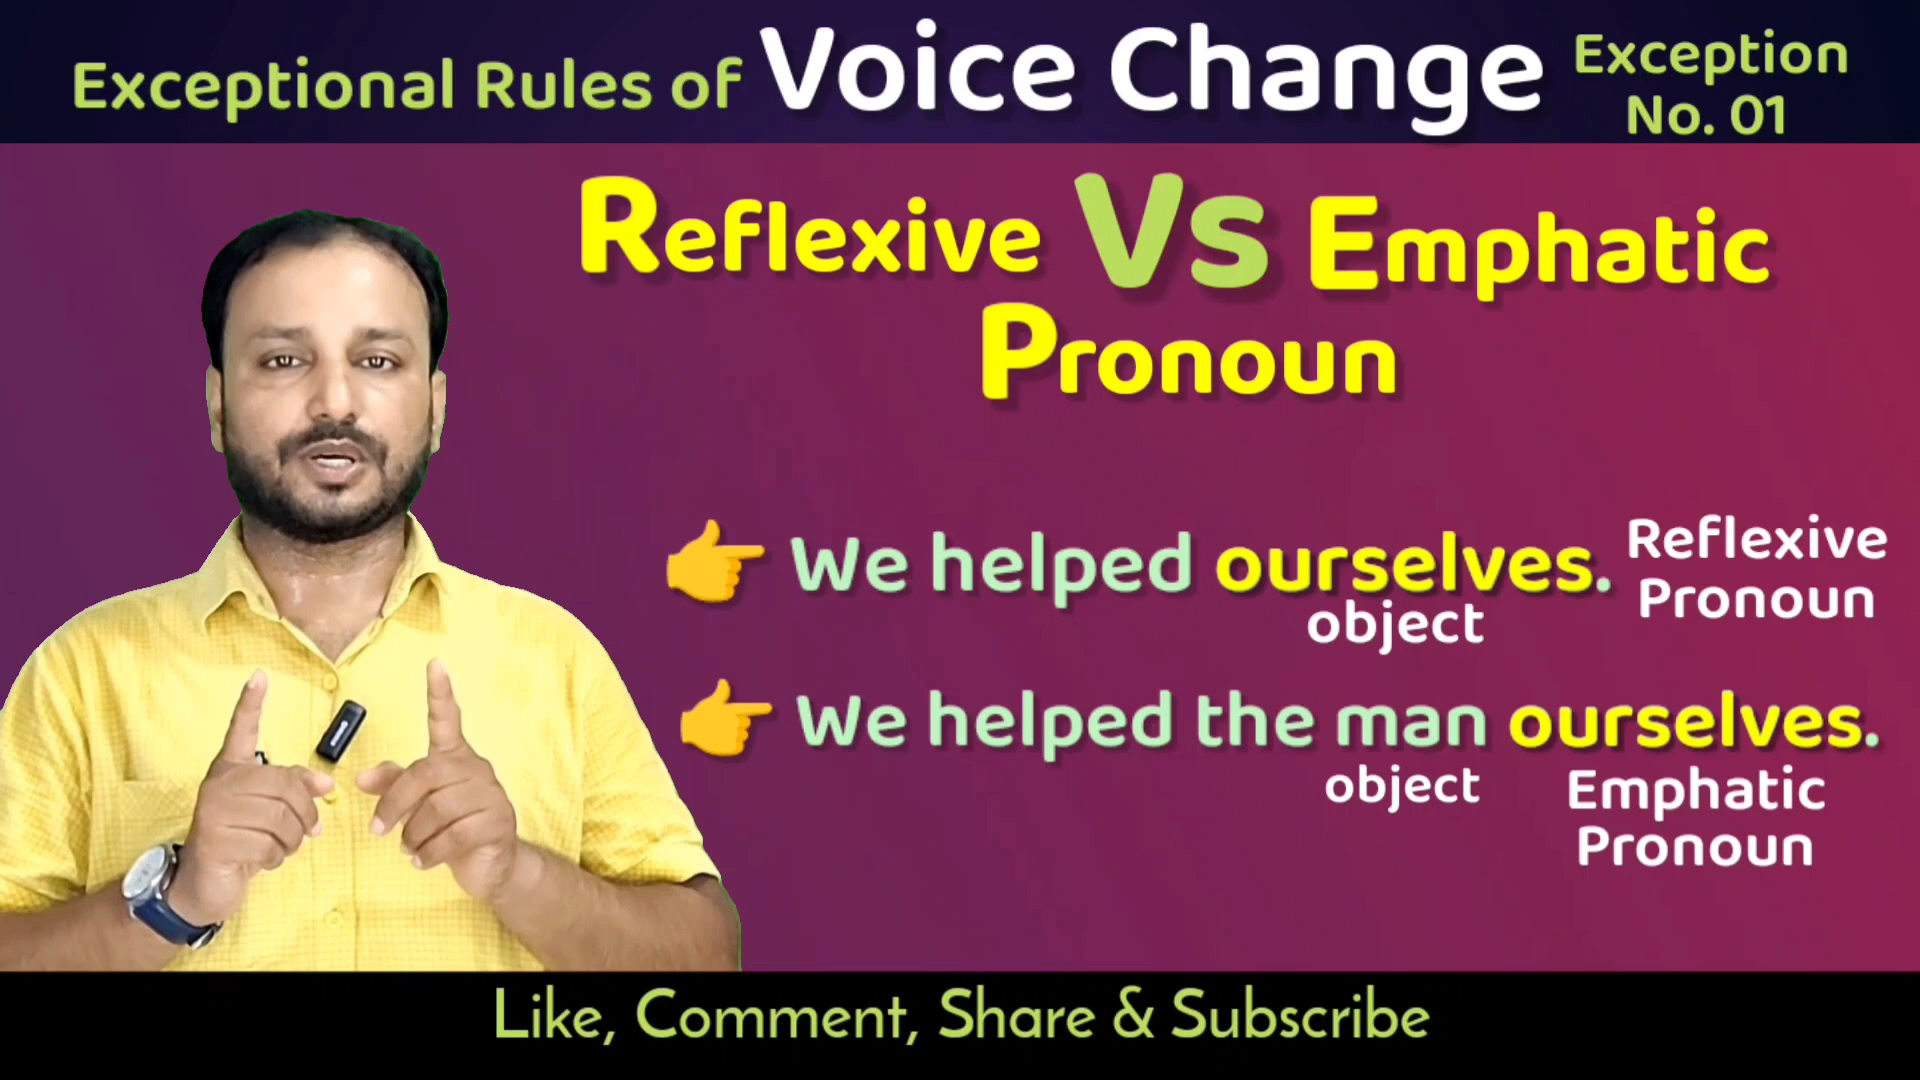 Exceptional Rules of Voice Change Exception
No. 01
Reflexive Vs Emphatic
Pronoun
We helped ourselves. Reflexive
object Pronoun
We helped the man ourselves.
object Emphatic
Pronoun
Like, Comment, Share & Subscribe